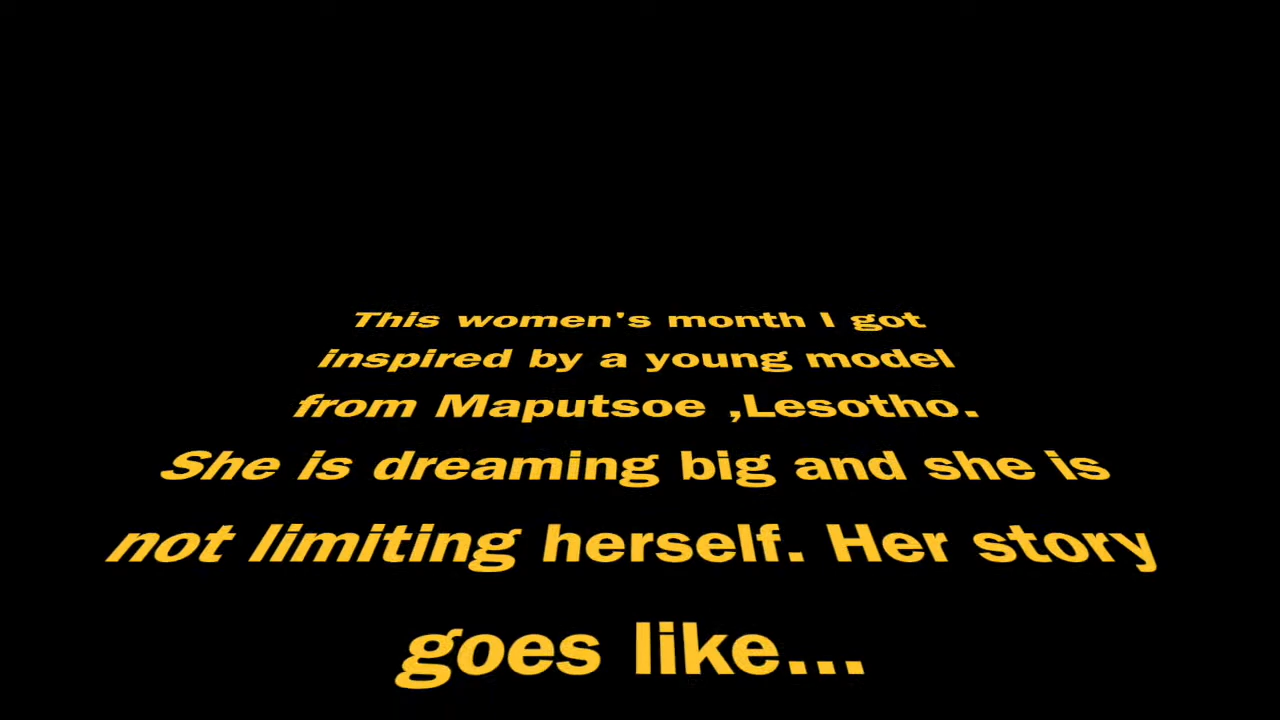 This women's month I got
inspired by a young model
from Maputsoe ,Lesotho.
She is dreaming big and she is
not limiting herself. Her story
goes like...